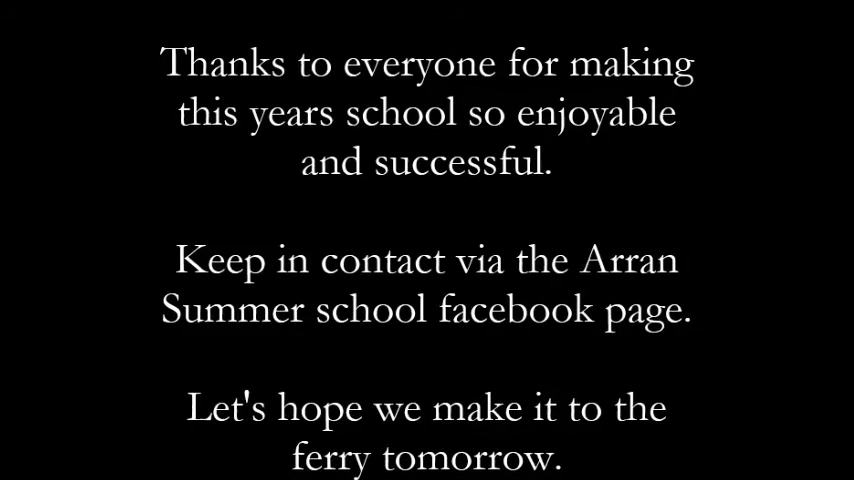 Thanks to everyone for making
this years school so enjoyable
and successful.
Keep in contact via the Arran
Summer school facebook page.
Let's hope we make it to the
ferry tomorrow.